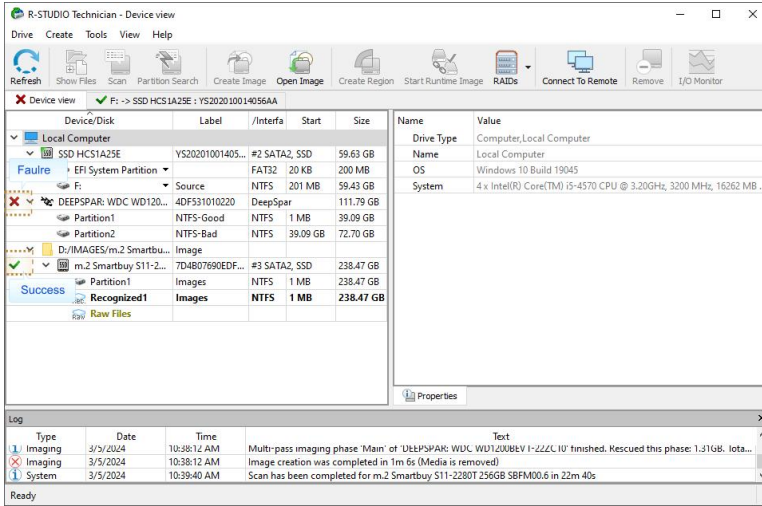 R-STUDIO Technician - Device view
Drive Create Tools View Help
Refresh Show Files Scan Partition Search Create Image Open Image Create Region Start Runtime Image RAIDs Connect To Remote Remove I/O Monitor
Device view F: -> SSD HCS1A25E : YS202010014056AA
Device/Disk Label /Interfa Start Size
Local Computer
SSD HCS1A25E YS20201001405... #2 SATA2, SSD 59.63 GB
Faulre EFI System Partition FAT32 20 KB 200 MB
F: Source NTFS 201 MB 59.43 GB
DEEPSPAR: WDC WD120... 4DF531010220 DeepSpar 111.79 GB
Partition1 NTFS-Good NTFS 1 MB 39.09 GB
Partition2 NTFS-Bad NTFS 39.09 GB 72.70 GB
D:/IMAGES/m.2 Smartbu... Image
m.2 Smartbuy S11-2... 7D4B07690EDF... #3 SATA2, SSD 238.47 GB
Partition1 Images NTFS 1 MB 238.47 GB
Success Recognized1 Images NTFS 1 MB 238.47 GB
Raw Raw Files
Name Value
Drive Type Computer,Local Computer
Name Local Computer
OS Windows 10 Build 19045
System 4 x Intel(R) Core(TM) i5-4570 CPU @ 3.20GHz, 3200 MHz, 16262 MB ...
Properties
Log
Type Date Time Text
Imaging 3/5/2024 10:38:12 AM Multi-pass imaging phase 'Main' of 'DEEPSPAR: WDC WD1200BEVT-22ZCT0' finished. Rescued this phase: 1.31GB. Tota...
Imaging 3/5/2024 10:38:12 AM Image creation was completed in 1m 6s (Media is removed)
System 3/5/2024 10:39:40 AM Scan has been completed for m.2 Smartbuy S11-2280T 256GB SBFM00.6 in 22m 40s
Ready